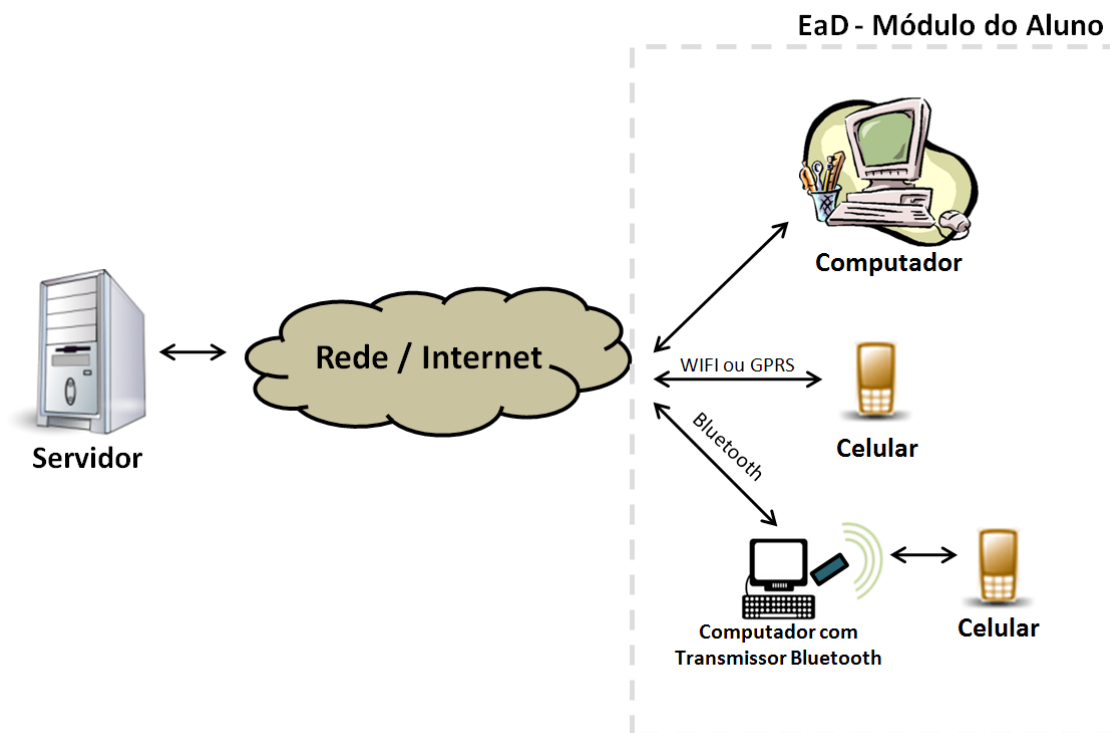 EaD - Módulo do Aluno
Computador
Rede / Internet
WIFI ou GPRS
Servidor
Celular
Bluetooth
Computador com
Transmissor Bluetooth
Celular